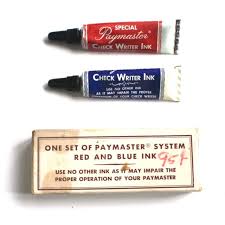 SPECIAL
Paymaster
CHECK WRITER INK
CHECK WRITER INK
USE NO OTHER INK
AS IT MAY IMPAIR THE PROPER
OPERATION OF YOUR CHECK WRITER
ONE SET OF PAYMASTER® SYSTEM
RED AND BLUE INK
95¢
USE NO OTHER INK AS IT MAY IMPAIR THE
PROPER OPERATION OF YOUR PAYMASTER